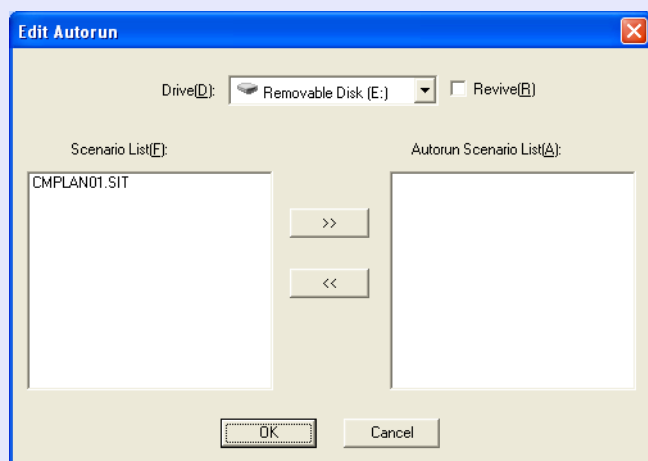 Edit Autorun
Drive(D): Removable Disk (E:) Revive(R)
Scenario List(F): Autorun Scenario List(A):
CMPLAN01.SIT
>>
<<
OK Cancel